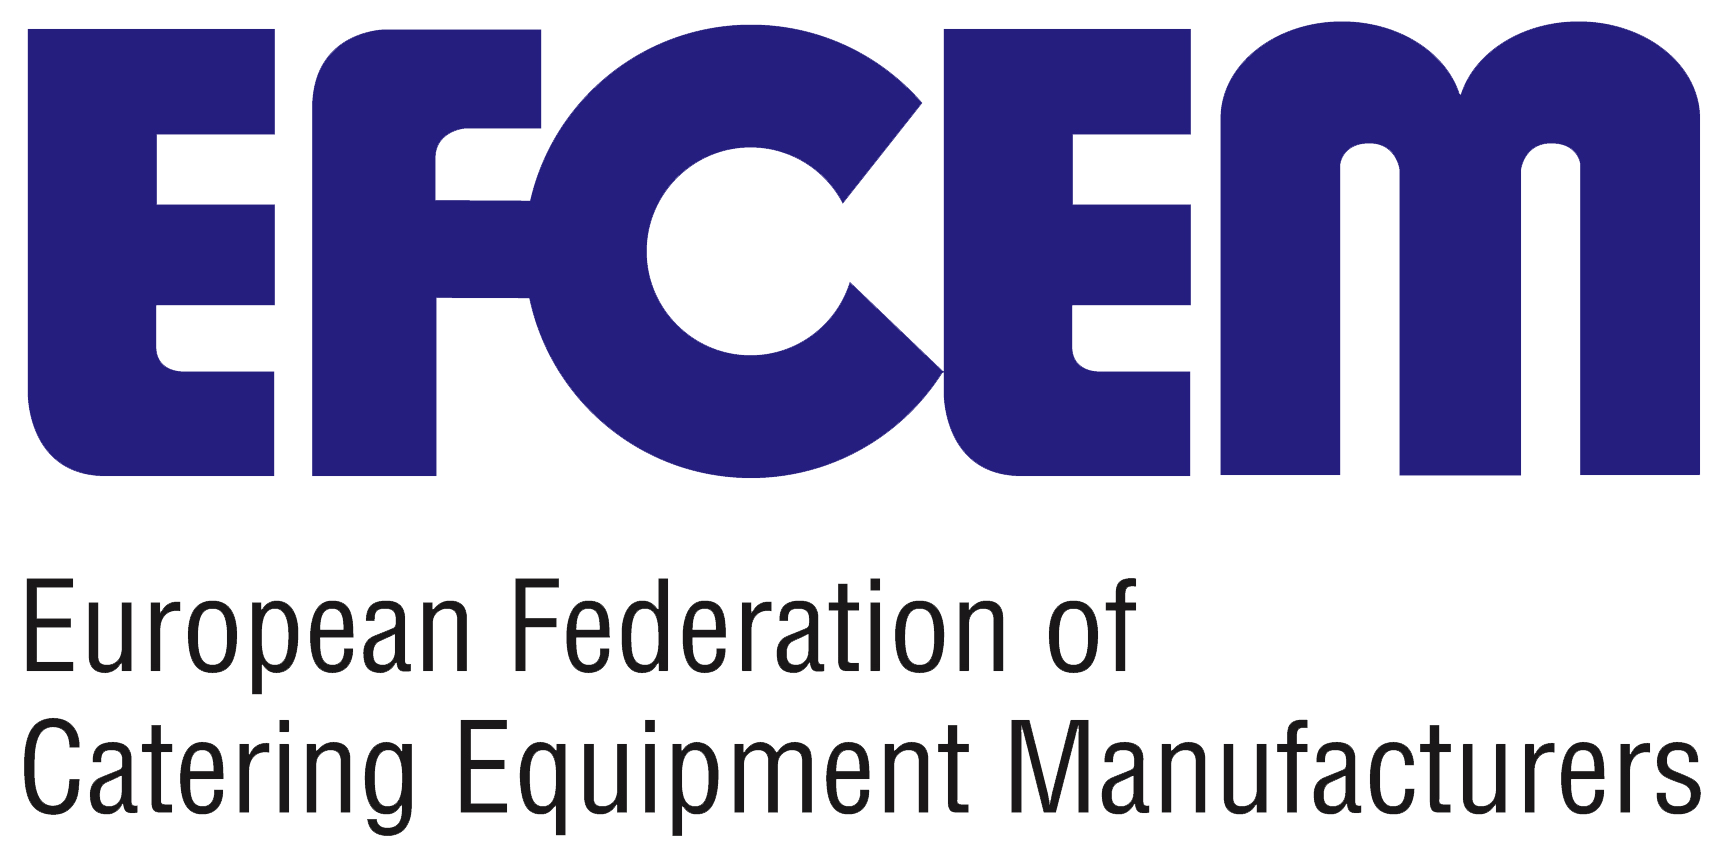 EFCEM
European Federation of
Catering Equipment Manufacturers